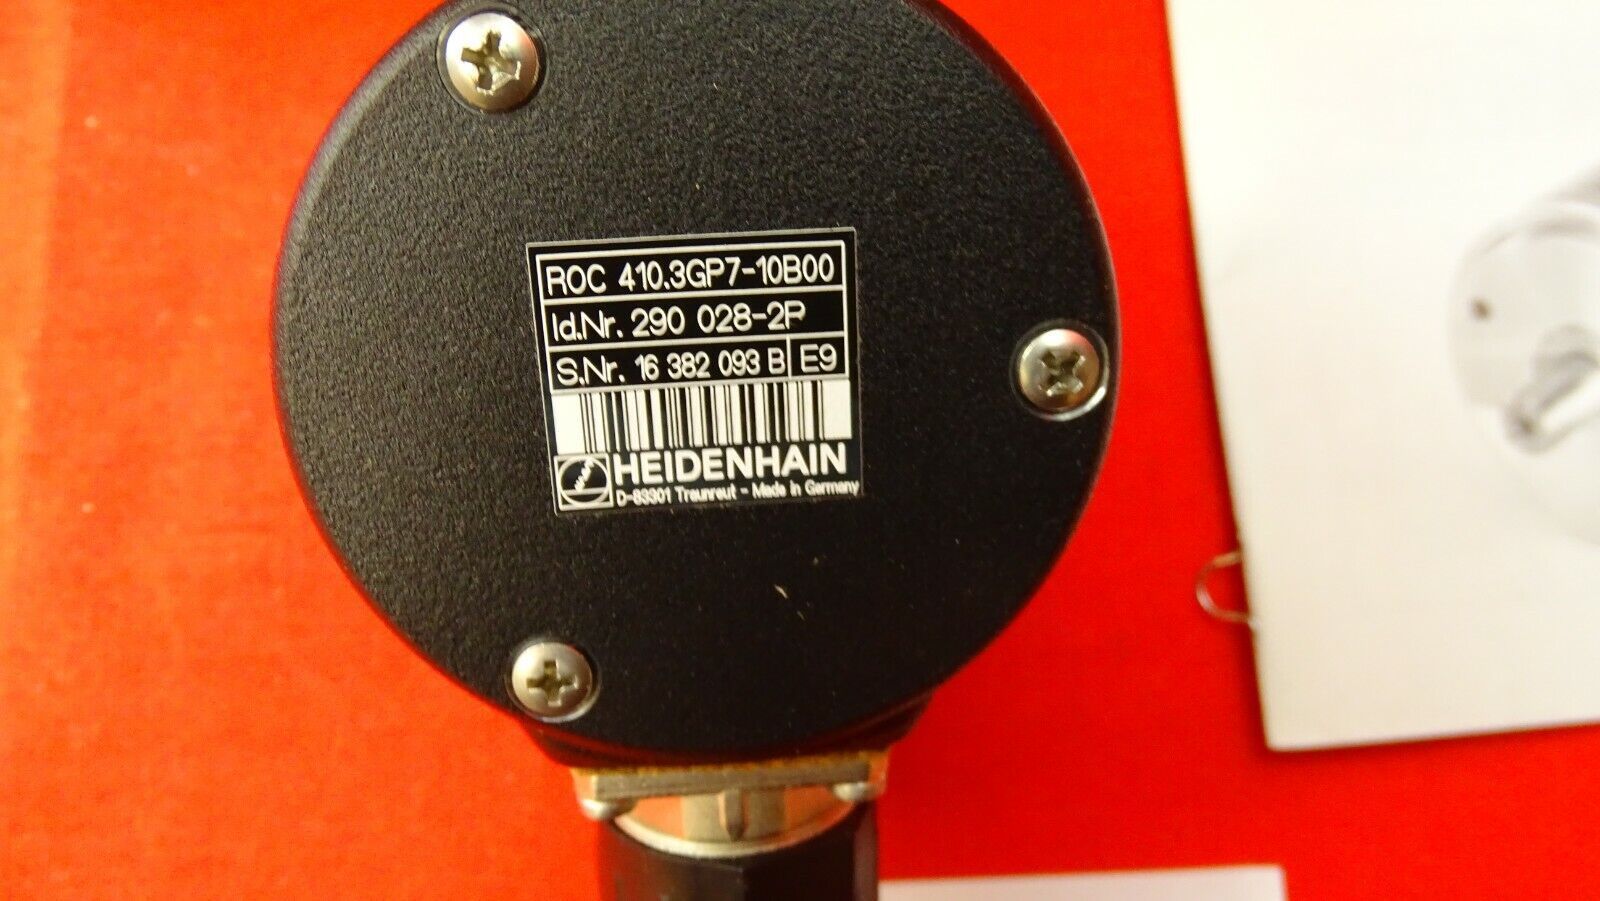 ROC 410.3GP7-10B00
Id.Nr. 290 028-2P
S.Nr. 16 382 093 B E9
HEIDENHAIN
D-83301 Traunreut - Made in Germany